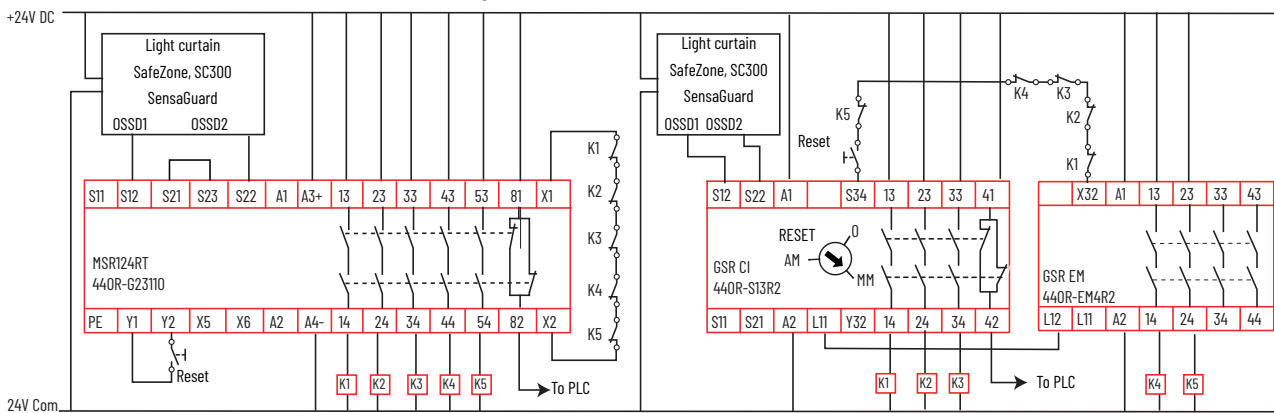 +24V DC
Light curtain
SafeZone, SC300
SensaGuard
OSSD1 OSSD2
K1
K2
K3
K4
K5
S11 S12 S21 S23 S22 A1 A3+ 13 23 33 43 53 81 X1
MSR124RT
440R-G23110
PE Y1 Y2 X5 X6 A2 A4- 14 24 34 44 54 82 X2
Reset
K1 K2 K3 K4 K5
To PLC
24V Com
Light curtain
SafeZone, SC300
SensaGuard
OSSD1 OSSD2
Reset
K5
K4
K3
K2
K1
S12 S22 A1 S34 13 23 33 41
RESET
O
AM
MM
GSR CI
440R-S13R2
S11 S21 A2 L11 Y32 14 24 34 42
K1 K2 K3
To PLC
X32 A1 13 23 33 43
GSR EM
440R-EM4R2
L12 L11 A2 14 24 34 44
K4 K5